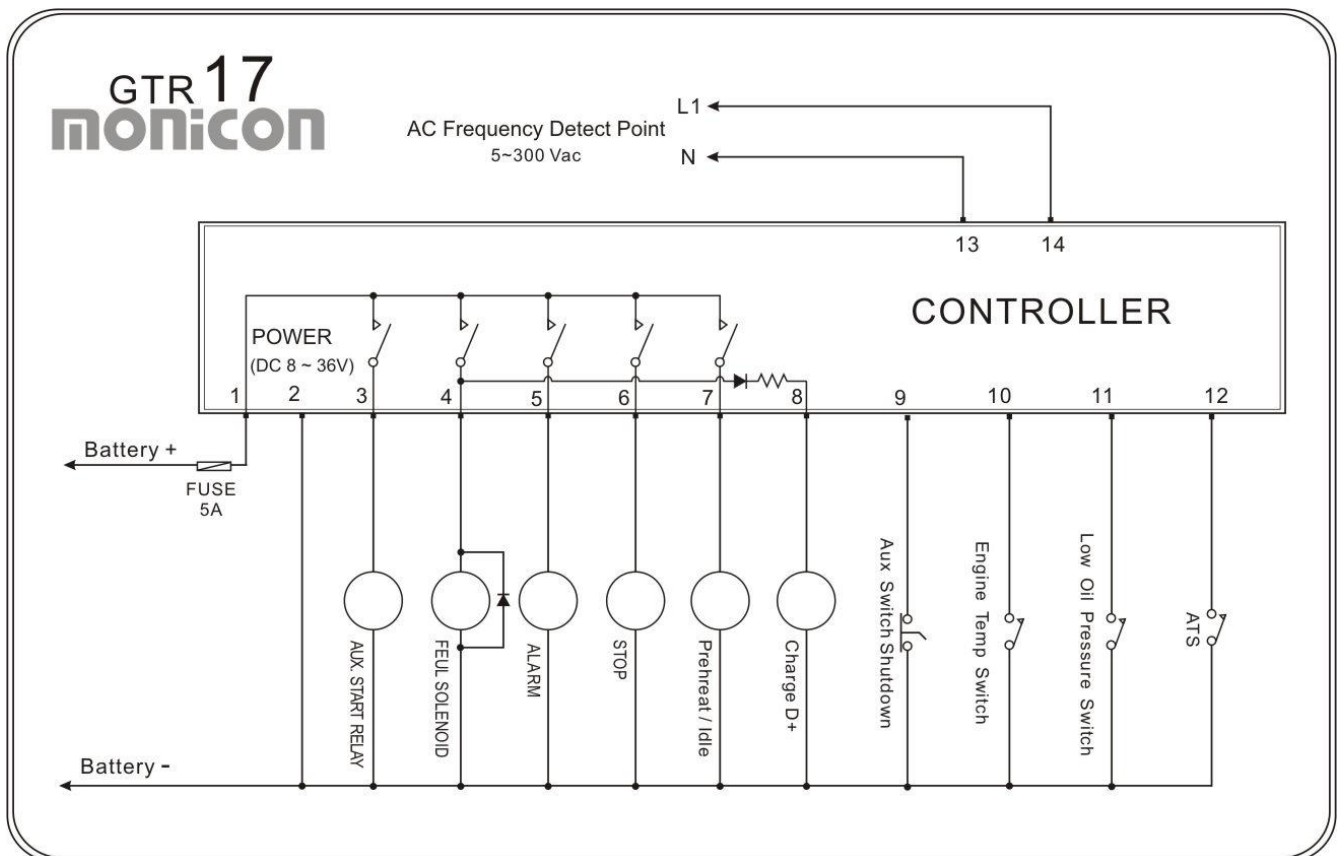 GTR 17
monicon
L1
AC Frequency Detect Point
5~300 Vac
N
13 14
CONTROLLER
POWER
(DC 8 ~ 36V)
1 2 3 4 5 6 7 8 9 10 11 12
Battery +
FUSE
5A
AUX. START RELAY
FEUL SOLENOID
ALARM
STOP
Prehreat / Idle
Charge D+
Aux Switch Shutdown
Engine Temp Switch
Low Oil Pressure Switch
ATS
Battery -